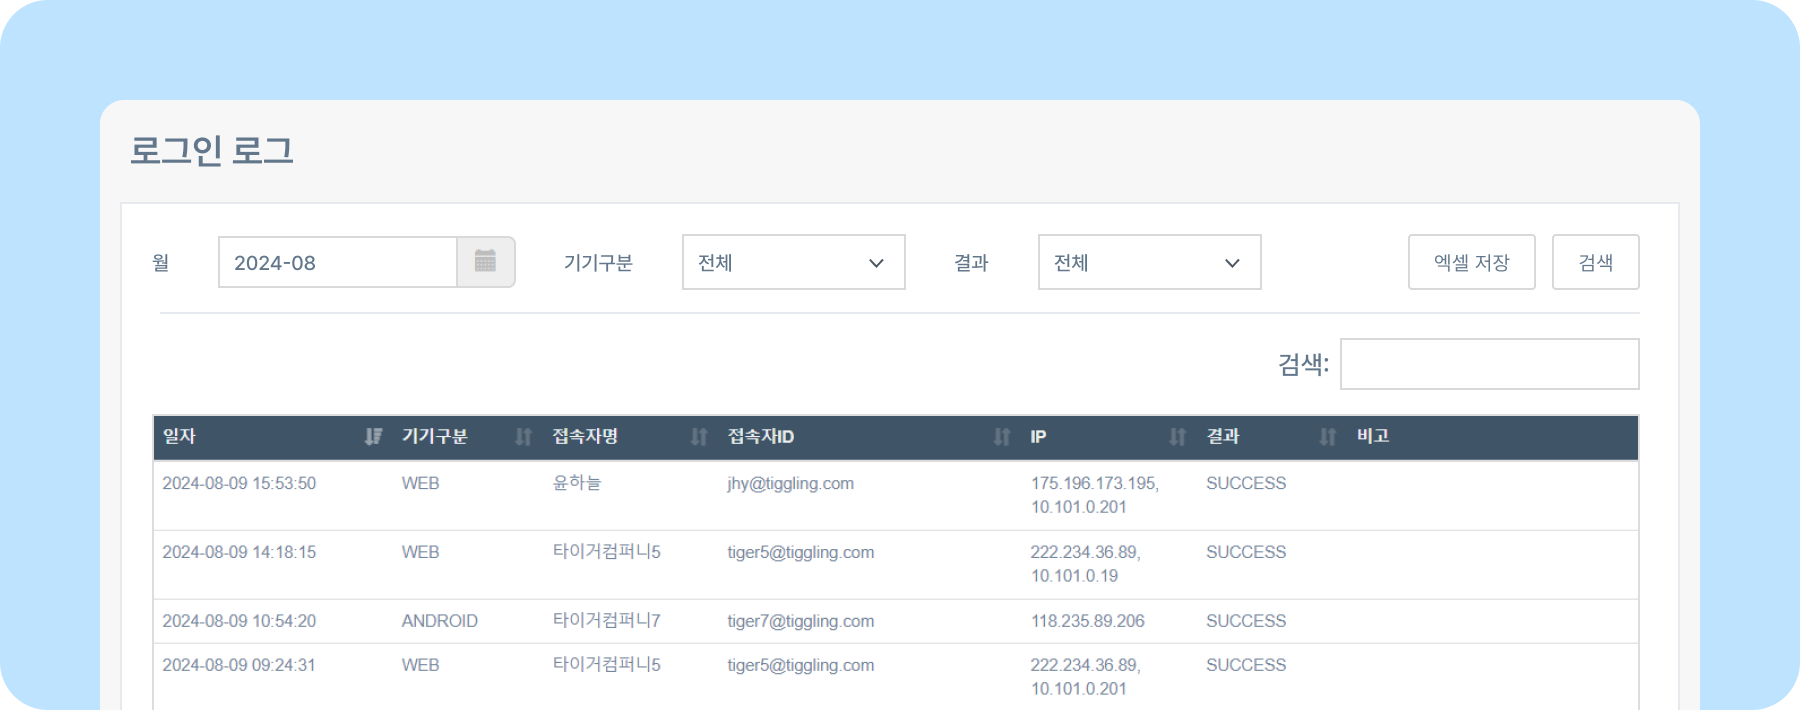 로그인 로그
월 2024-08 기기구분 전체 결과 전체 엑셀 저장 검색
검색:
일자 기기구분 접속자명 접속자ID IP 결과 비고
2024-08-09 15:53:50 WEB 윤하늘 jhy@tiggling.com 175.196.173.195, SUCCESS
10.101.0.201
2024-08-09 14:18:15 WEB 타이거컴퍼니5 tiger5@tiggling.com 222.234.36.89, SUCCESS
10.101.0.19
2024-08-09 10:54:20 ANDROID 타이거컴퍼니7 tiger7@tiggling.com 118.235.89.206 SUCCESS
2024-08-09 09:24:31 WEB 타이거컴퍼니5 tiger5@tiggling.com 222.234.36.89, SUCCESS
10.101.0.201